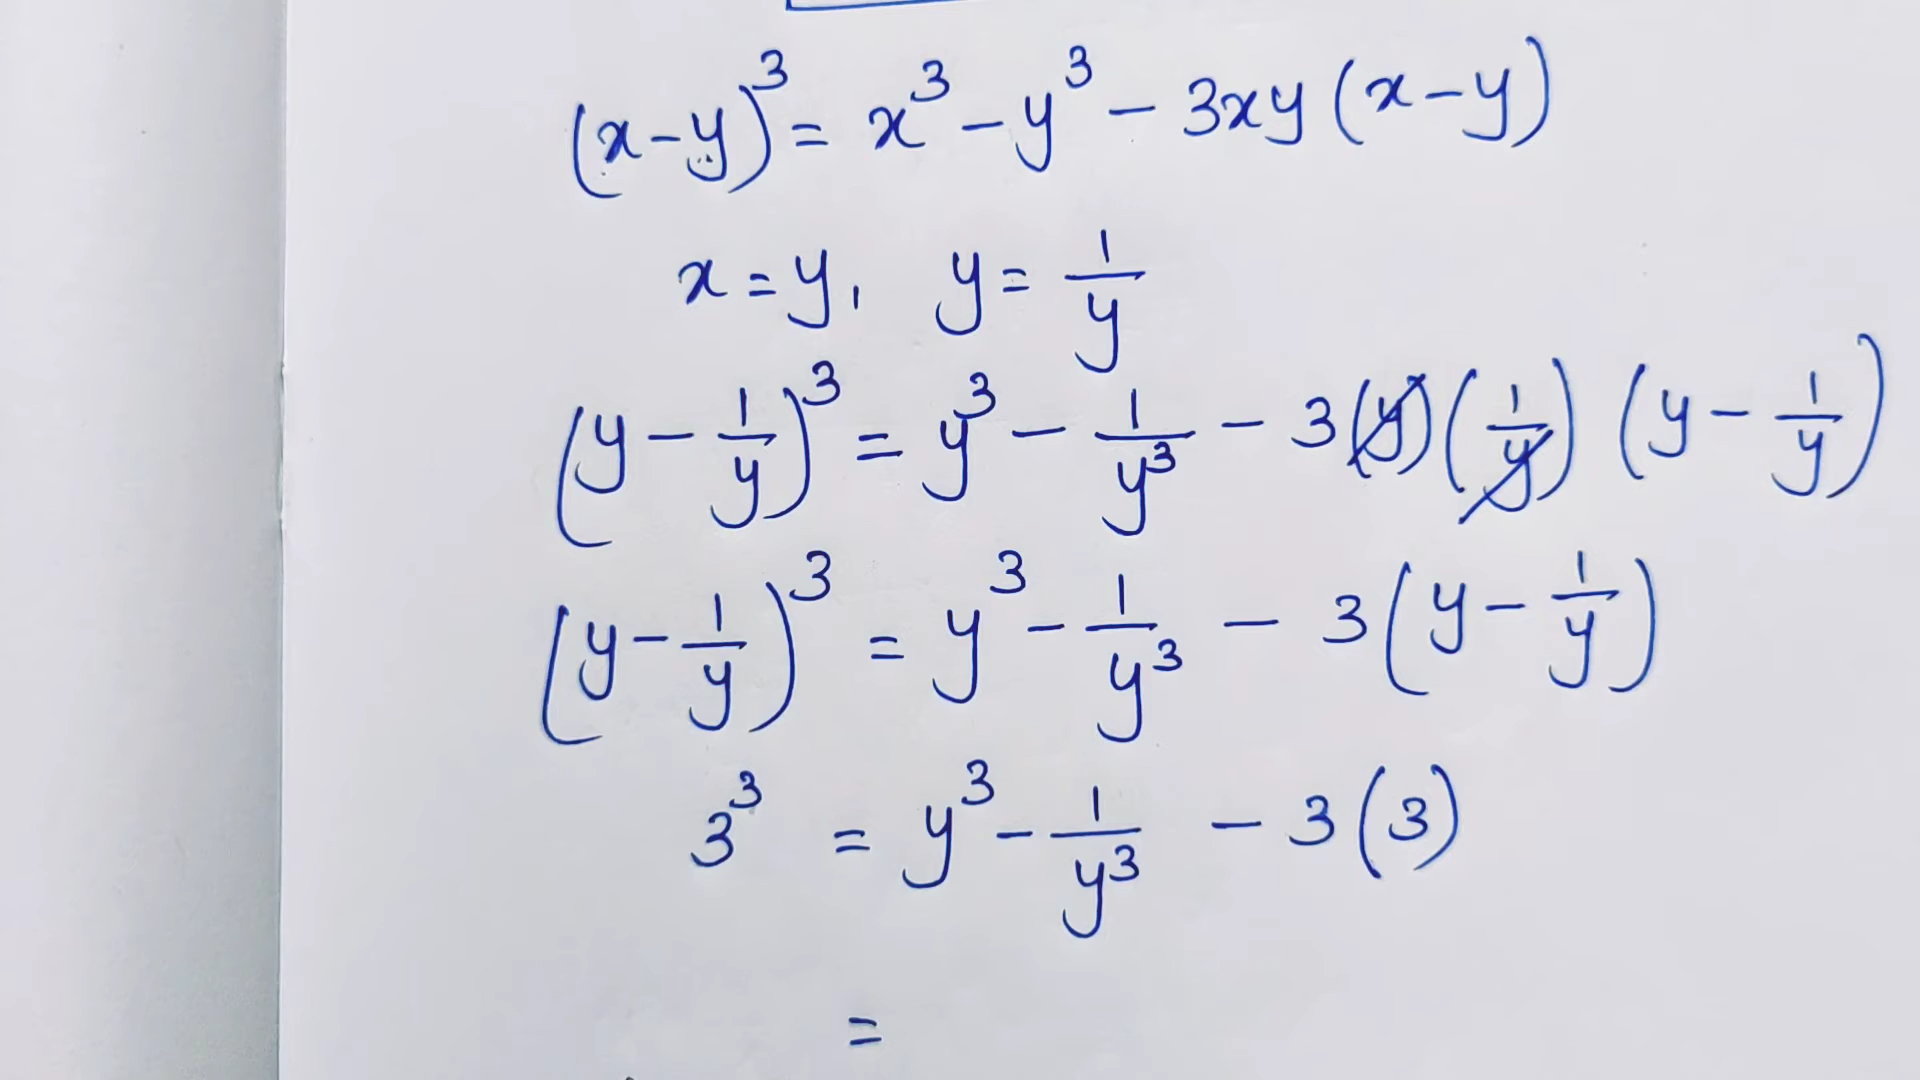 (x-y)³ = x³ - y³ - 3xy (x-y)
x = y, y = 1/y
(y - 1/y)³ = y³ - 1/y³ - 3(y)(1/y) (y - 1/y)
(y - 1/y)³ = y³ - 1/y³ - 3(y - 1/y)
3³ = y³ - 1/y³ - 3(3)
=